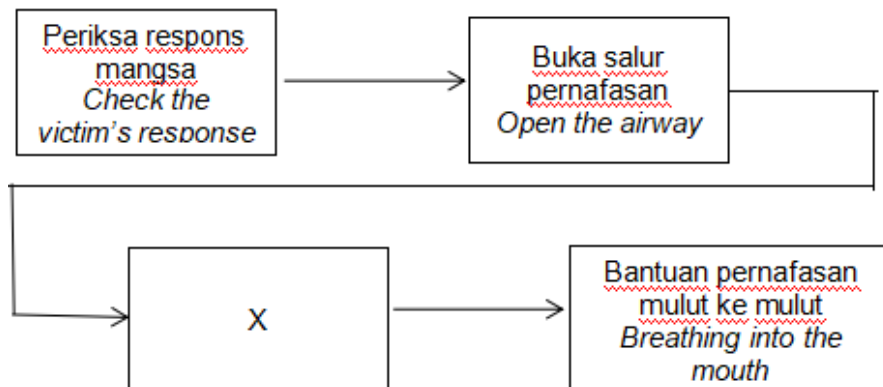 Periksa respons
mangsa
Check the
victim's response
Buka salur
pernafasan
Open the airway
X
Bantuan pernafasan
mulut ke mulut
Breathing into the
mouth